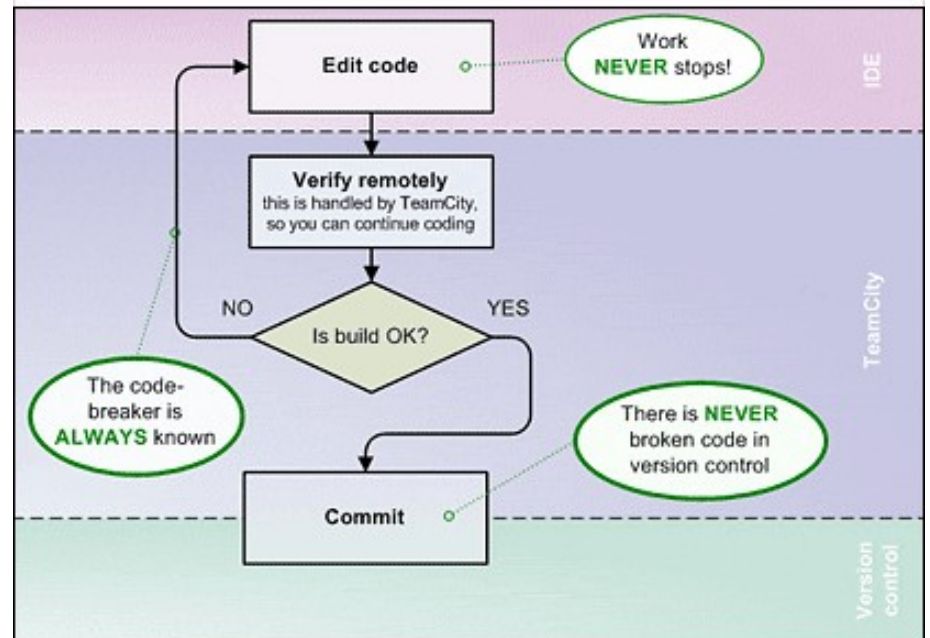 Edit code
Work
NEVER stops!
IDE
Verify remotely
this is handled by TeamCity,
so you can continue coding
NO
YES
Is build OK?
TeamCity
The code-
breaker is
ALWAYS known
There is NEVER
broken code in
version control
Commit
Version
control